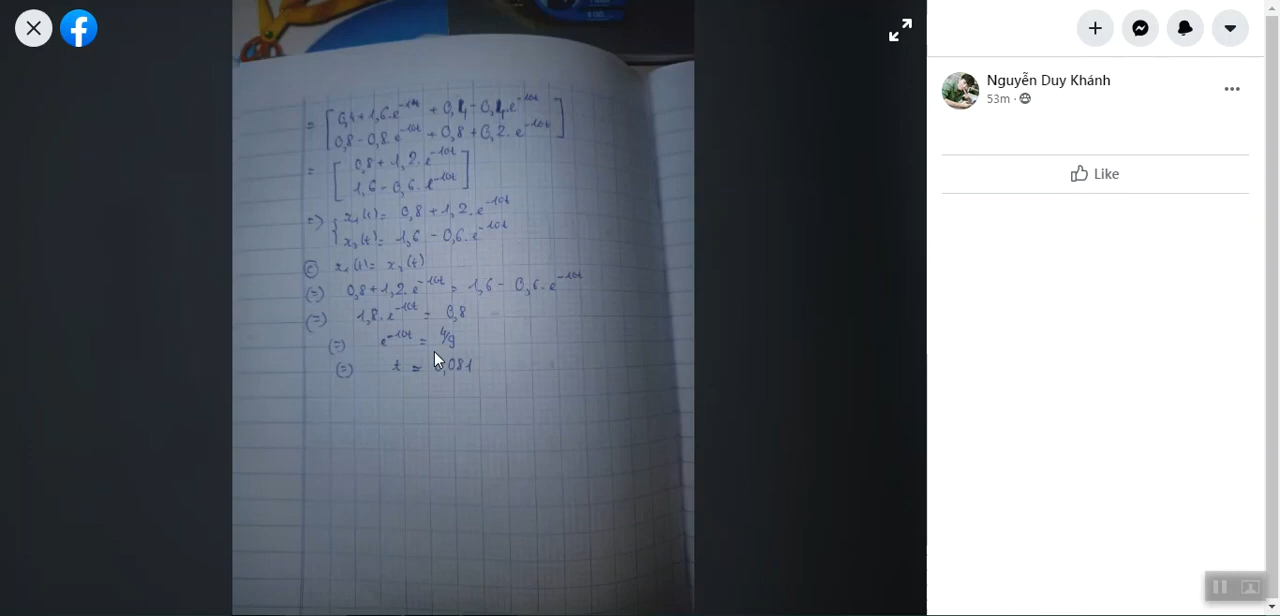 = [ 0,4 + 1,6.e^-10t + 0,4 - 0,4.e^-10t
0,8 - 0,8.e^-10t + 0,8 + 0,2.e^-10t ]
= [ 0,8 + 1,2.e^-10t
1,6 - 0,6.e^-10t ]
=> { x₁(t) = 0,8 + 1,2.e^-10t
x₂(t) = 1,6 - 0,6.e^-10t
ⓒ x₁(t) = x₂(t)
(=) 0,8 + 1,2.e^-10t = 1,6 - 0,6.e^-10t
(=) 1,8.e^-10t = 0,8
(=) e^-10t = 4/9
(=) t ≈ 0,081
Nguyễn Duy Khánh
53m ·
Like